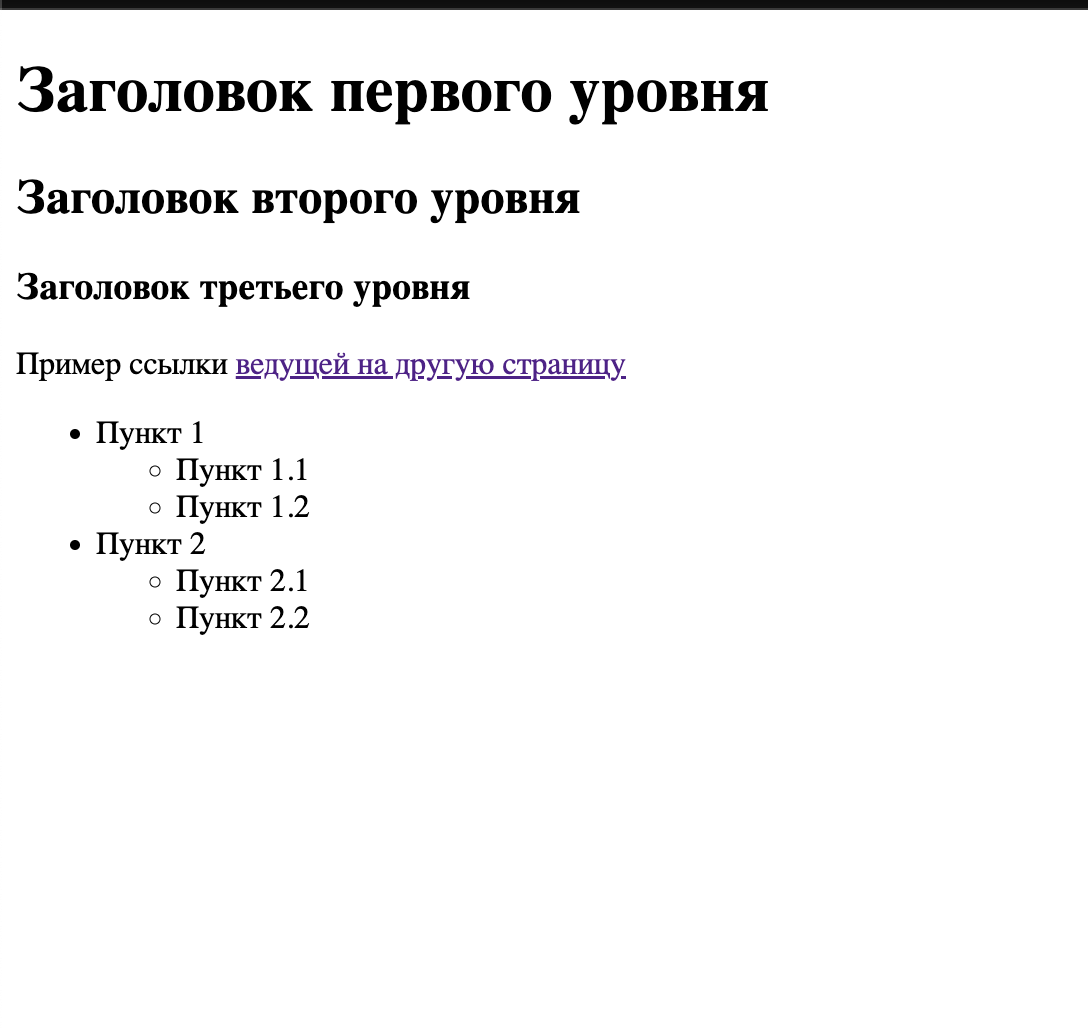 Заголовок первого уровня
Заголовок второго уровня
Заголовок третьего уровня
Пример ссылки ведущей на другую страницу
Пункт 1
Пункт 1.1
Пункт 1.2
Пункт 2
Пункт 2.1
Пункт 2.2